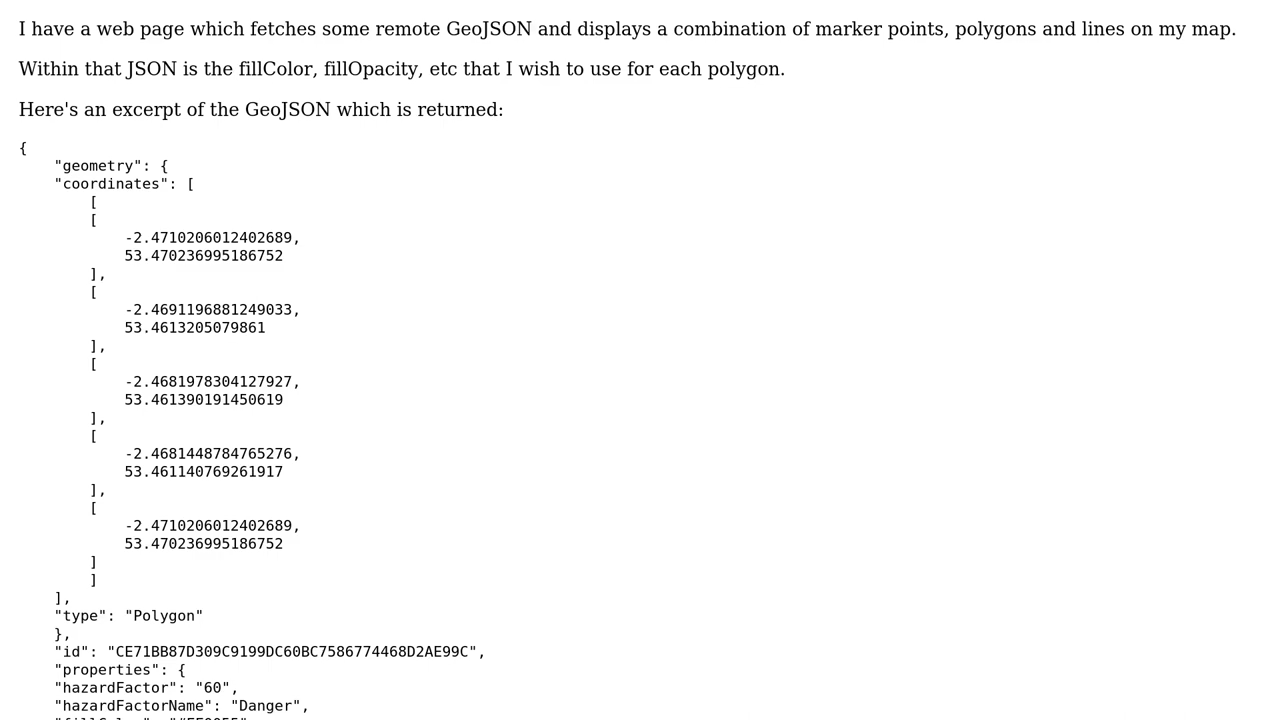 I have a web page which fetches some remote GeoJSON and displays a combination of marker points, polygons and lines on my map.
Within that JSON is the fillColor, fillOpacity, etc that I wish to use for each polygon.
Here's an excerpt of the GeoJSON which is returned:
{
    "geometry": {
    "coordinates": [
        [
        [
            -2.4710206012402689,
            53.470236995186752
        ],
        [
            -2.4691196881249033,
            53.4613205079861
        ],
        [
            -2.4681978304127927,
            53.461390191450619
        ],
        [
            -2.4681448784765276,
            53.461140769261917
        ],
        [
            -2.4710206012402689,
            53.470236995186752
        ]
        ]
    ],
    "type": "Polygon"
    },
    "id": "CE71BB87D309C9199DC60BC7586774468D2AE99C",
    "properties": {
    "hazardFactor": "60",
    "hazardFactorName": "Danger",